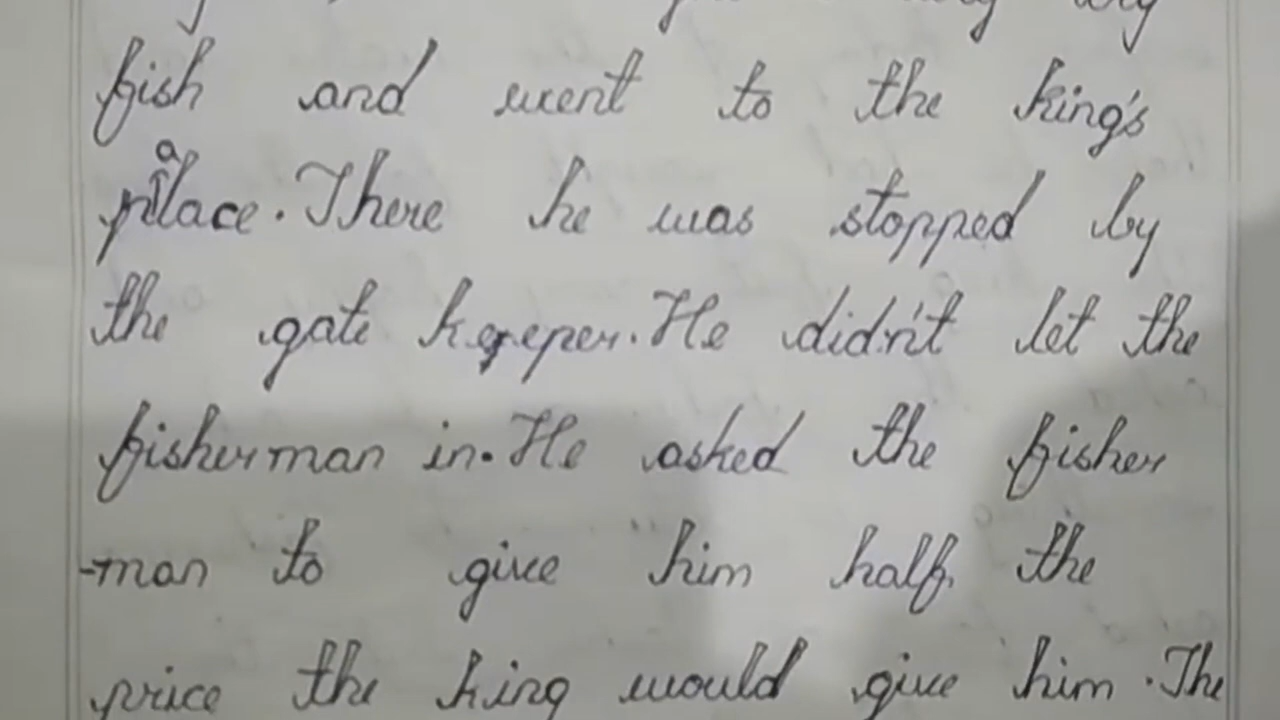 fish and went to the king's
palace. There he was stopped by
the gate keeper. He didn't let the
fisherman in. He asked the fisher
-man to give him half the
price the king would give him. The